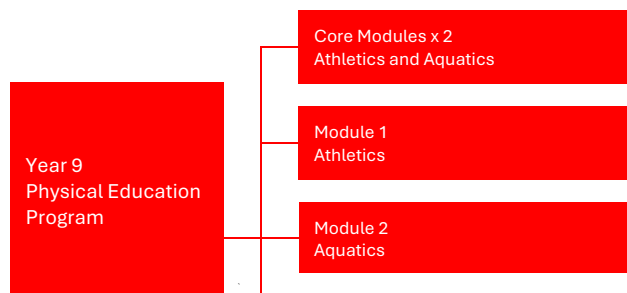 Year 9
Physical Education
Program
Core Modules x 2
Athletics and Aquatics
Module 1
Athletics
Module 2
Aquatics